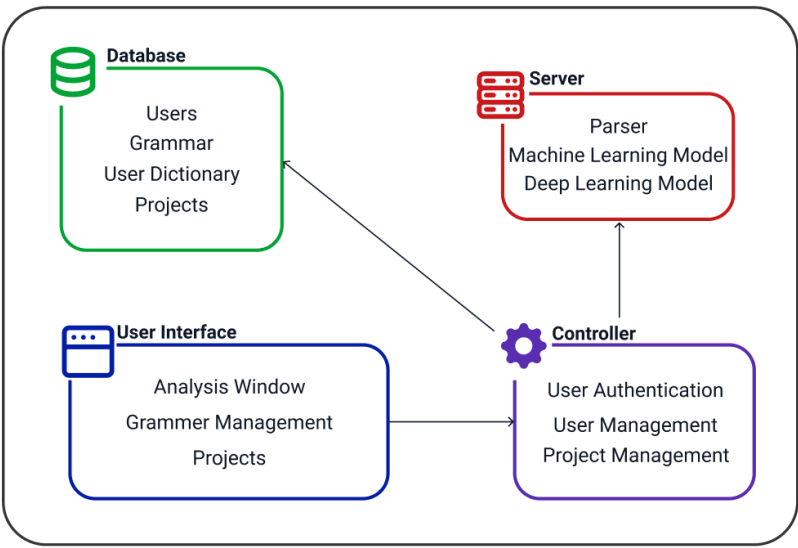 Database
Users
Grammar
User Dictionary
Projects
Server
Parser
Machine Learning Model
Deep Learning Model
User Interface
Analysis Window
Grammer Management
Projects
Controller
User Authentication
User Management
Project Management